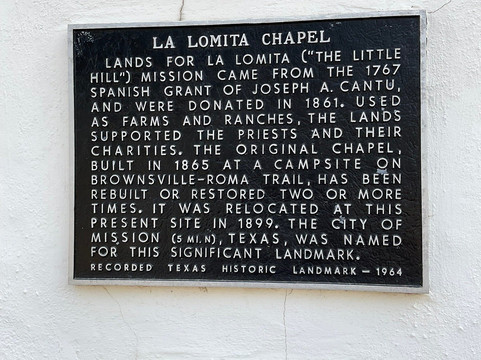 LA LOMITA CHAPEL
LANDS FOR LA LOMITA ("THE LITTLE
HILL") MISSION CAME FROM THE 1767
SPANISH GRANT OF JOSEPH A. CANTU,
AND WERE DONATED IN 1861. USED
AS FARMS AND RANCHES, THE LANDS
SUPPORTED THE PRIESTS AND THEIR
CHARITIES. THE ORIGINAL CHAPEL,
BUILT IN 1865 AT A CAMPSITE ON
BROWNSVILLE-ROMA TRAIL, HAS BEEN
REBUILT OR RESTORED TWO OR MORE
TIMES. IT WAS RELOCATED AT THIS
PRESENT SITE IN 1899. THE CITY OF
MISSION (5 MI. N), TEXAS, WAS NAMED
FOR THIS SIGNIFICANT LANDMARK.
RECORDED TEXAS HISTORIC LANDMARK - 1964